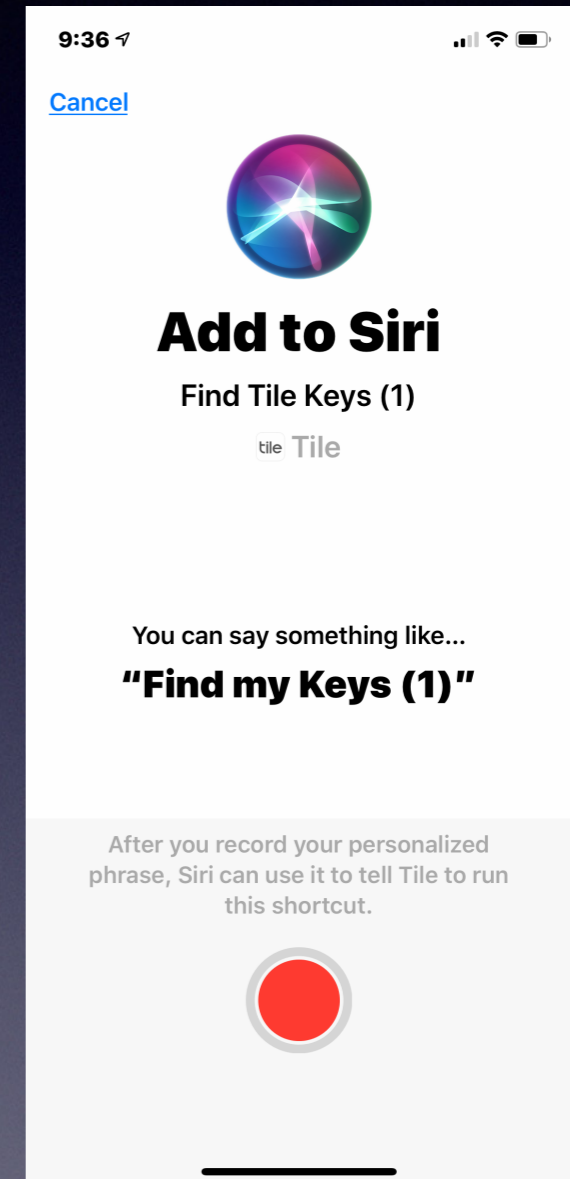 9:36
Cancel
Add to Siri
Find Tile Keys (1)
tile Tile
You can say something like...
“Find my Keys (1)”
After you record your personalized
phrase, Siri can use it to tell Tile to run
this shortcut.